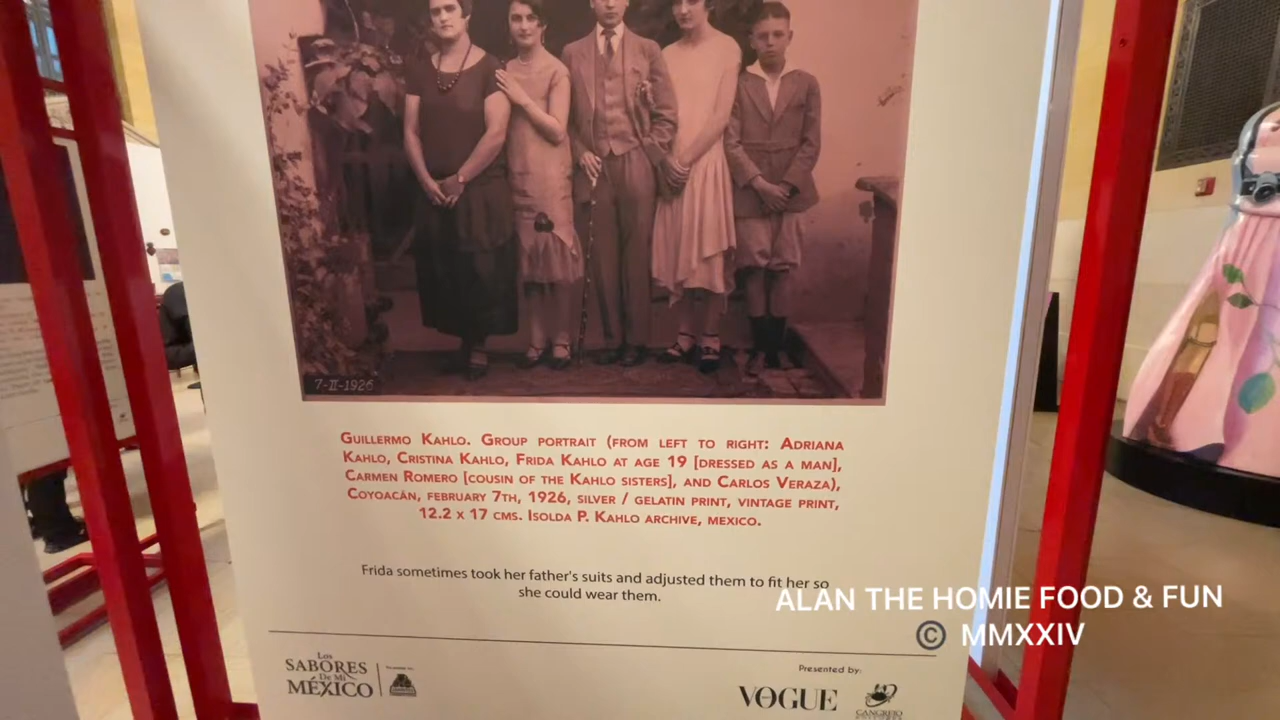 7-II-1926
GUILLERMO KAHLO. GROUP PORTRAIT (FROM LEFT TO RIGHT: ADRIANA
KAHLO, CRISTINA KAHLO, FRIDA KAHLO AT AGE 19 [DRESSED AS A MAN],
CARMEN ROMERO [COUSIN OF THE KAHLO SISTERS], AND CARLOS VERAZA),
COYOACÁN, FEBRUARY 7TH, 1926, SILVER / GELATIN PRINT, VINTAGE PRINT,
12.2 X 17 CMS. ISOLDA P. KAHLO ARCHIVE, MEXICO.
Frida sometimes took her father's suits and adjusted them to fit her so
she could wear them.
ALAN THE HOMIE FOOD & FUN
© MMXXIV
Los
SABORES
De Mi
MÉXICO
Presented by:
VOGUE
CANGREJO